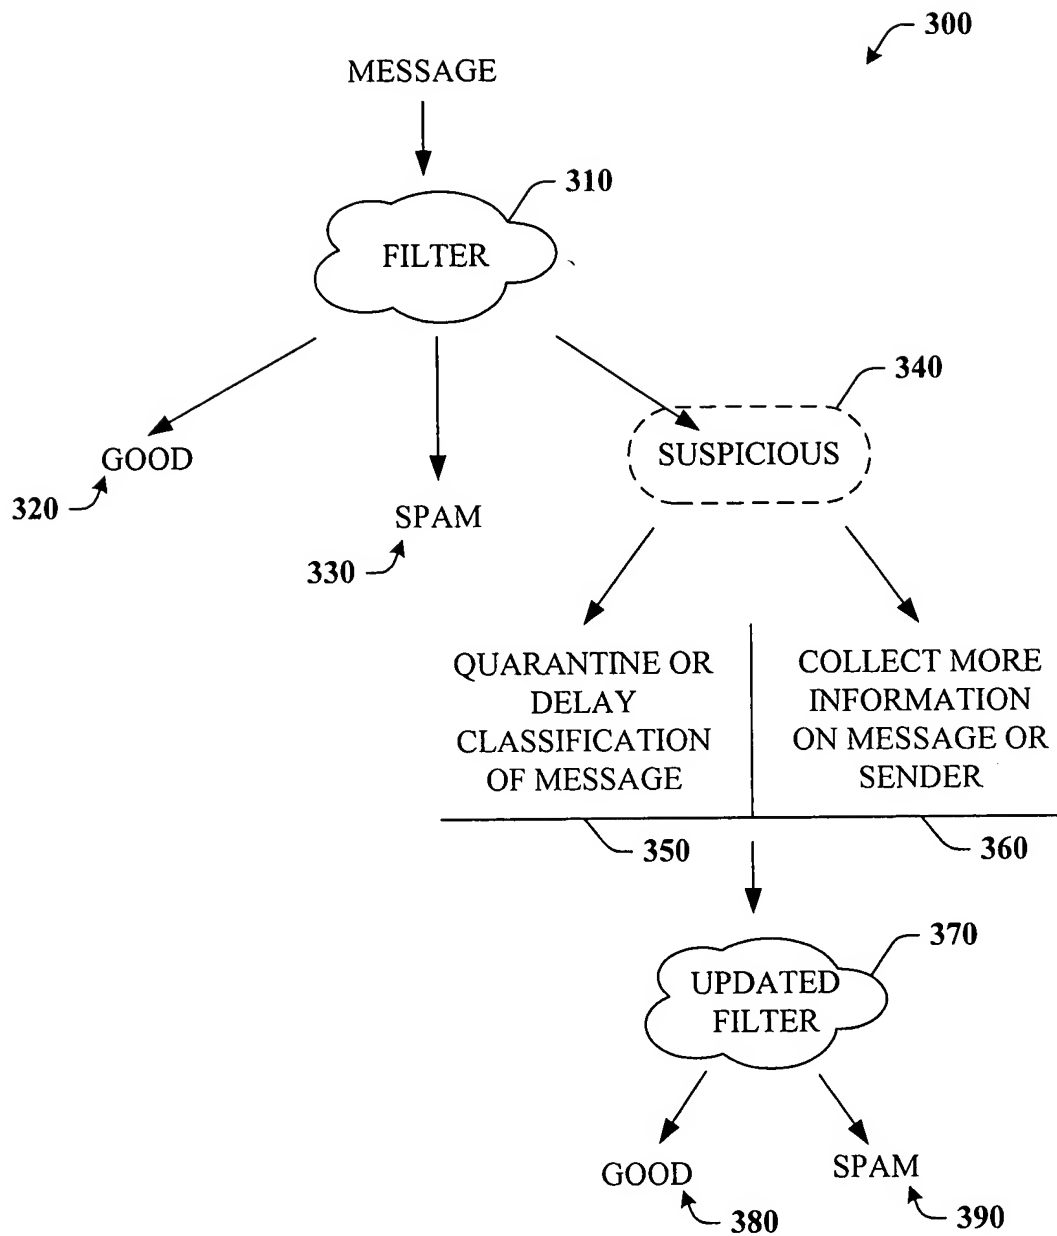 300
MESSAGE
310
FILTER
340
GOOD
320
SUSPICIOUS
SPAM
330
QUARANTINE OR
DELAY
CLASSIFICATION
OF MESSAGE
COLLECT MORE
INFORMATION
ON MESSAGE OR
SENDER
350
360
370
UPDATED
FILTER
GOOD
380
SPAM
390